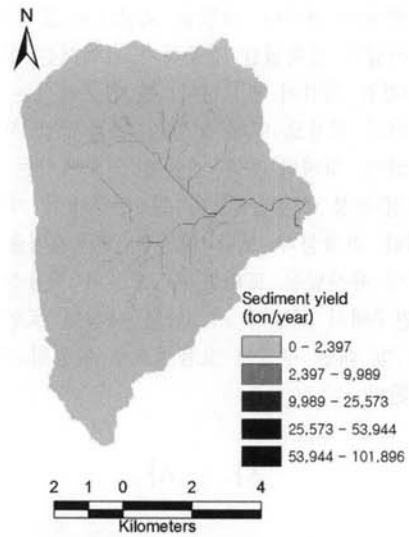 N
Sediment yield
(ton/year)
0 - 2,397
2,397 - 9,989
9,989 - 25,573
25,573 - 53,944
53,944 - 101,896
2 1 0 2 4
Kilometers